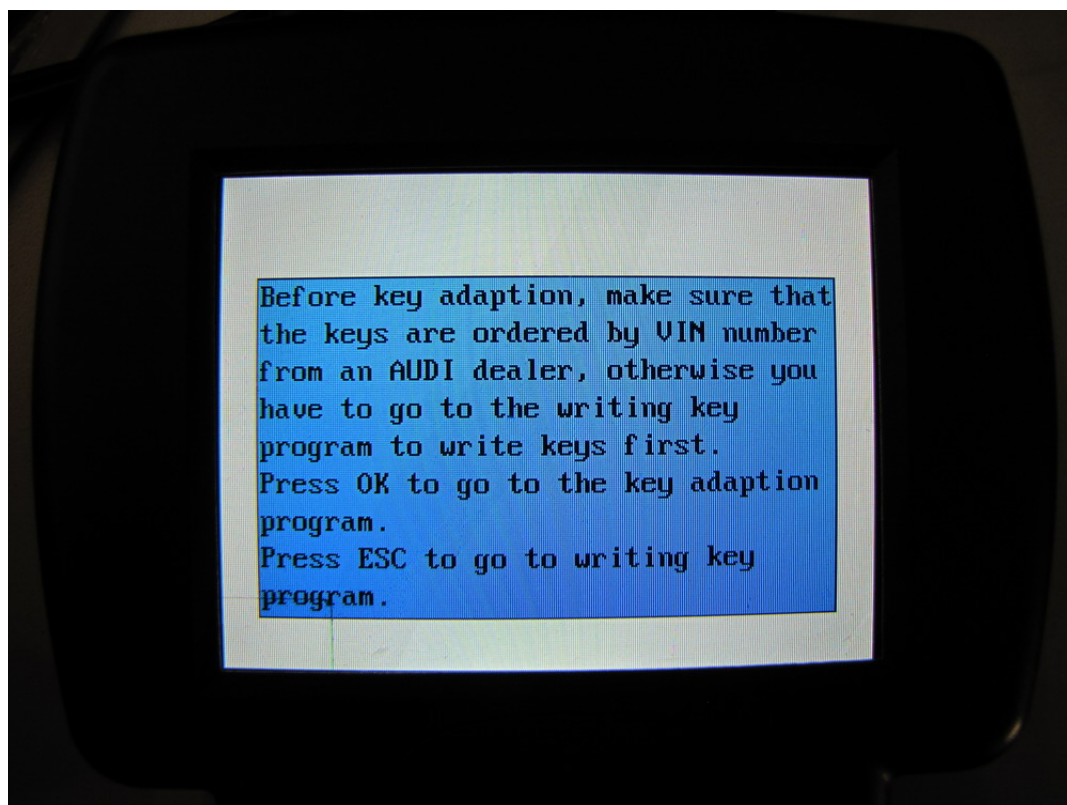 Before key adaption, make sure that
the keys are ordered by VIN number
from an AUDI dealer, otherwise you
have to go to the writing key
program to write keys first.
Press OK to go to the key adaption
program.
Press ESC to go to writing key
program.